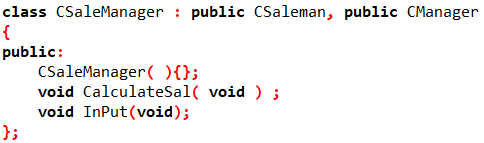 class CSaleManager : public CSaleman, public CManager
{
public:
    CSaleManager( ){};
    void CalculateSal( void ) ;
    void InPut(void);
};